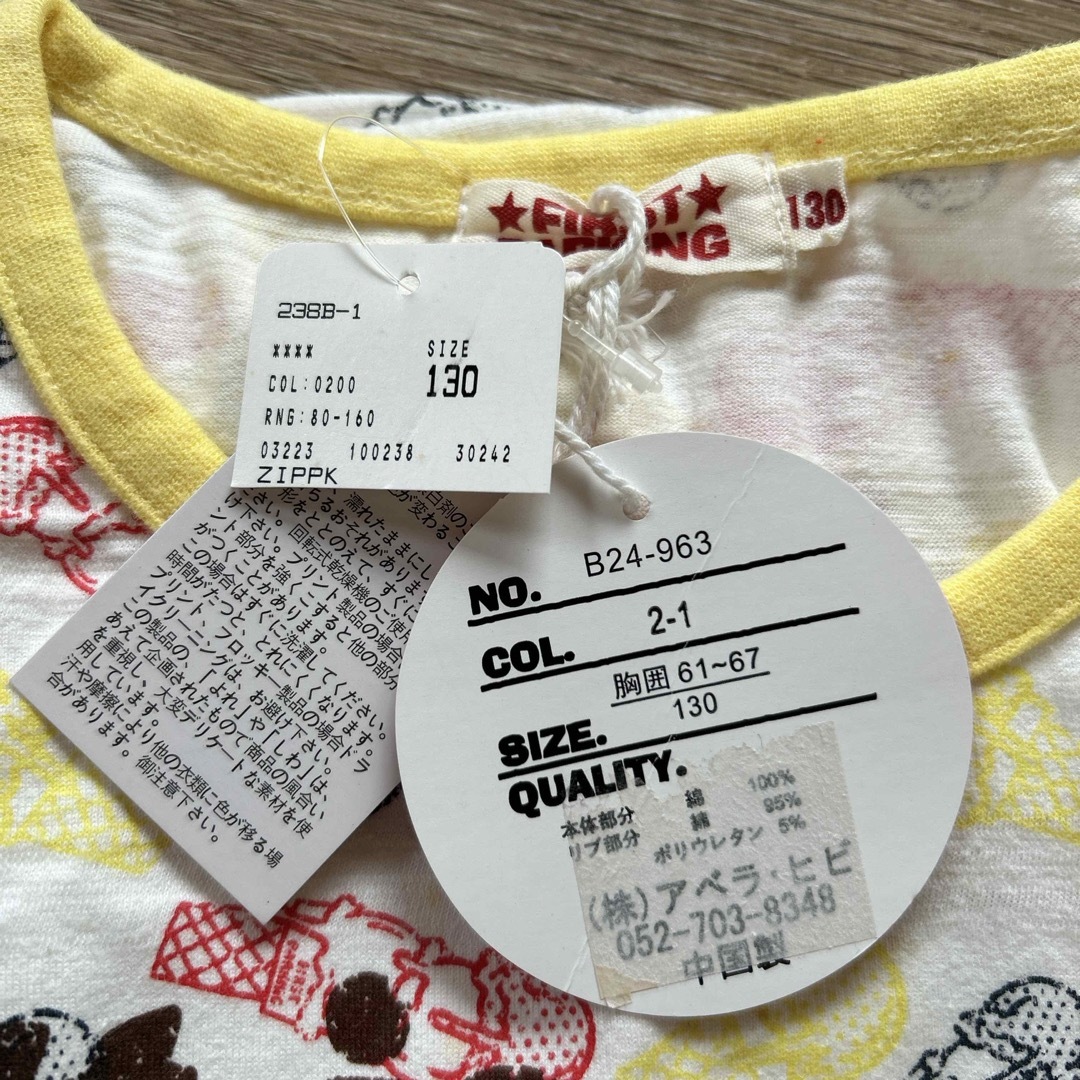 ★FIRST★
130
238B-1
****
SIZE
COL:0200
130
RNG:80-160
03223 100238 30242
ZIPPK
け下さい。
形をととのえて、すぐに
濡れたままにし
回転式乾燥機のご使用
プリント製品の場合
ント部分を強くこすると他の部分
がつくことがあります。
この場合はすぐに洗濯してください。
時間がたつと、とれにくくなります。
プリント、フロッキー製品の場合ドラ
イクリーニングは、お避け下さい。
この製品の、「よれ」や「しわ」は、
あえて企画されたもので商品の風合い
を重視し、大変デリケートな素材を使
用しています。
汗や摩擦により他の衣類に色が移る場
合があります。御注意下さい。
NO. B24-963
COL. 2-1
胸囲 61~67
SIZE. 130
QUALITY.
本体部分 綿 100%
リブ部分 綿 95%
ポリウレタン 5%
(株)アベラ・ヒビ
052-703-8348
中国製